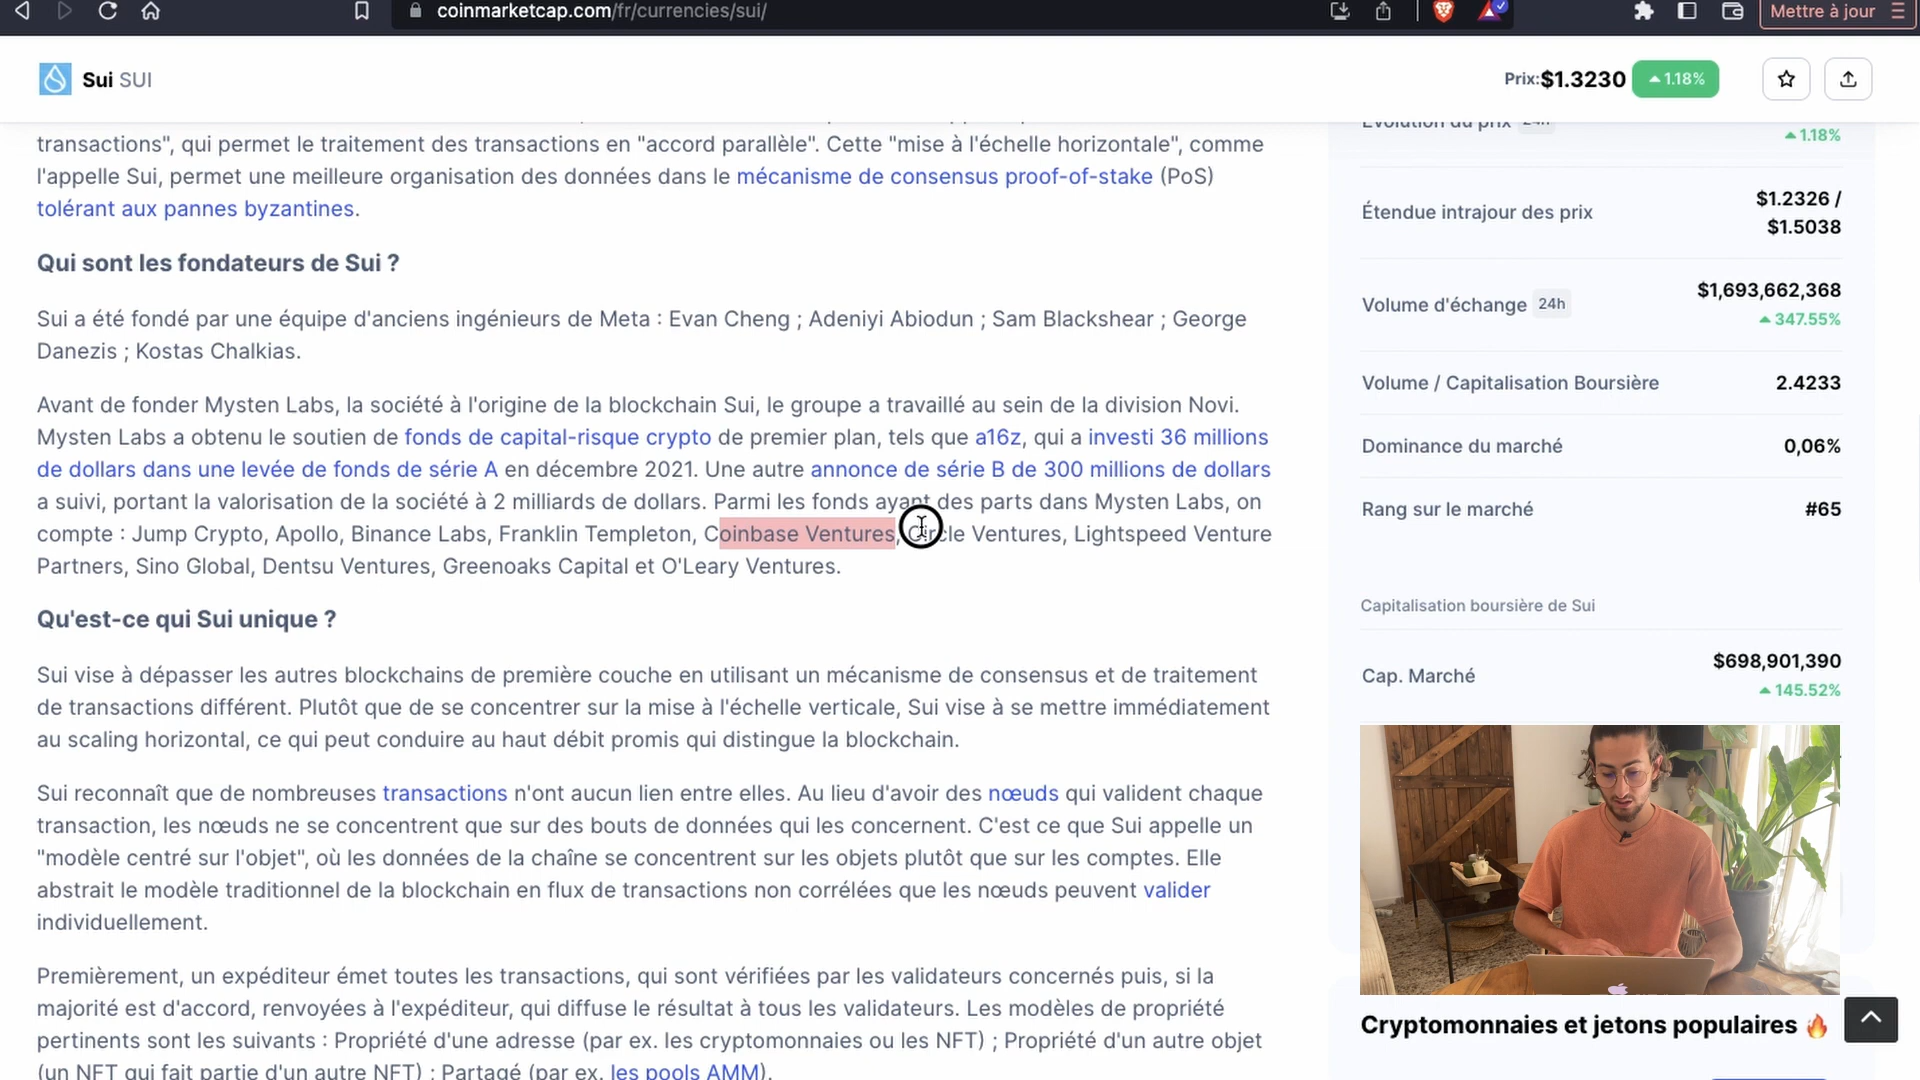 coinmarketcap.com/fr/currencies/sui/
Mettre à jour
Sui SUI
Prix:$1.3230
1.18%
transactions", qui permet le traitement des transactions en "accord parallèle". Cette "mise à l'échelle horizontale", comme
l'appelle Sui, permet une meilleure organisation des données dans le mécanisme de consensus proof-of-stake (PoS)
tolérant aux pannes byzantines.
Qui sont les fondateurs de Sui ?
Sui a été fondé par une équipe d'anciens ingénieurs de Meta : Evan Cheng ; Adeniyi Abiodun ; Sam Blackshear ; George
Danezis ; Kostas Chalkias.
Avant de fonder Mysten Labs, la société à l'origine de la blockchain Sui, le groupe a travaillé au sein de la division Novi.
Mysten Labs a obtenu le soutien de fonds de capital-risque crypto de premier plan, tels que a16z, qui a investi 36 millions
de dollars dans une levée de fonds de série A en décembre 2021. Une autre annonce de série B de 300 millions de dollars
a suivi, portant la valorisation de la société à 2 milliards de dollars. Parmi les fonds ayant des parts dans Mysten Labs, on
compte : Jump Crypto, Apollo, Binance Labs, Franklin Templeton, Coinbase Ventures, Circle Ventures, Lightspeed Venture
Partners, Sino Global, Dentsu Ventures, Greenoaks Capital et O'Leary Ventures.
Qu'est-ce qui Sui unique ?
Sui vise à dépasser les autres blockchains de première couche en utilisant un mécanisme de consensus et de traitement
de transactions différent. Plutôt que de se concentrer sur la mise à l'échelle verticale, Sui vise à se mettre immédiatement
au scaling horizontal, ce qui peut conduire au haut débit promis qui distingue la blockchain.
Sui reconnaît que de nombreuses transactions n'ont aucun lien entre elles. Au lieu d'avoir des nœuds qui valident chaque
transaction, les nœuds ne se concentrent que sur des bouts de données qui les concernent. C'est ce que Sui appelle un
"modèle centré sur l'objet", où les données de la chaîne se concentrent sur les objets plutôt que sur les comptes. Elle
abstrait le modèle traditionnel de la blockchain en flux de transactions non corrélées que les nœuds peuvent valider
individuellement.
Premièrement, un expéditeur émet toutes les transactions, qui sont vérifiées par les validateurs concernés puis, si la
majorité est d'accord, renvoyées à l'expéditeur, qui diffuse le résultat à tous les validateurs. Les modèles de propriété
pertinents sont les suivants : Propriété d'une adresse (par ex. les cryptomonnaies ou les NFT) ; Propriété d'un autre objet
(un NFT qui fait partie d'un autre NFT) ; Partagé (par ex. les pools AMM).
Évolution du prix 24h
1.18%
Étendue intrajour des prix
$1.2326 /
$1.5038
Volume d'échange 24h
$1,693,662,368
347.55%
Volume / Capitalisation Boursière
2.4233
Dominance du marché
0,06%
Rang sur le marché
#65
Capitalisation boursière de Sui
Cap. Marché
$698,901,390
145.52%
Cryptomonnaies et jetons populaires 🔥